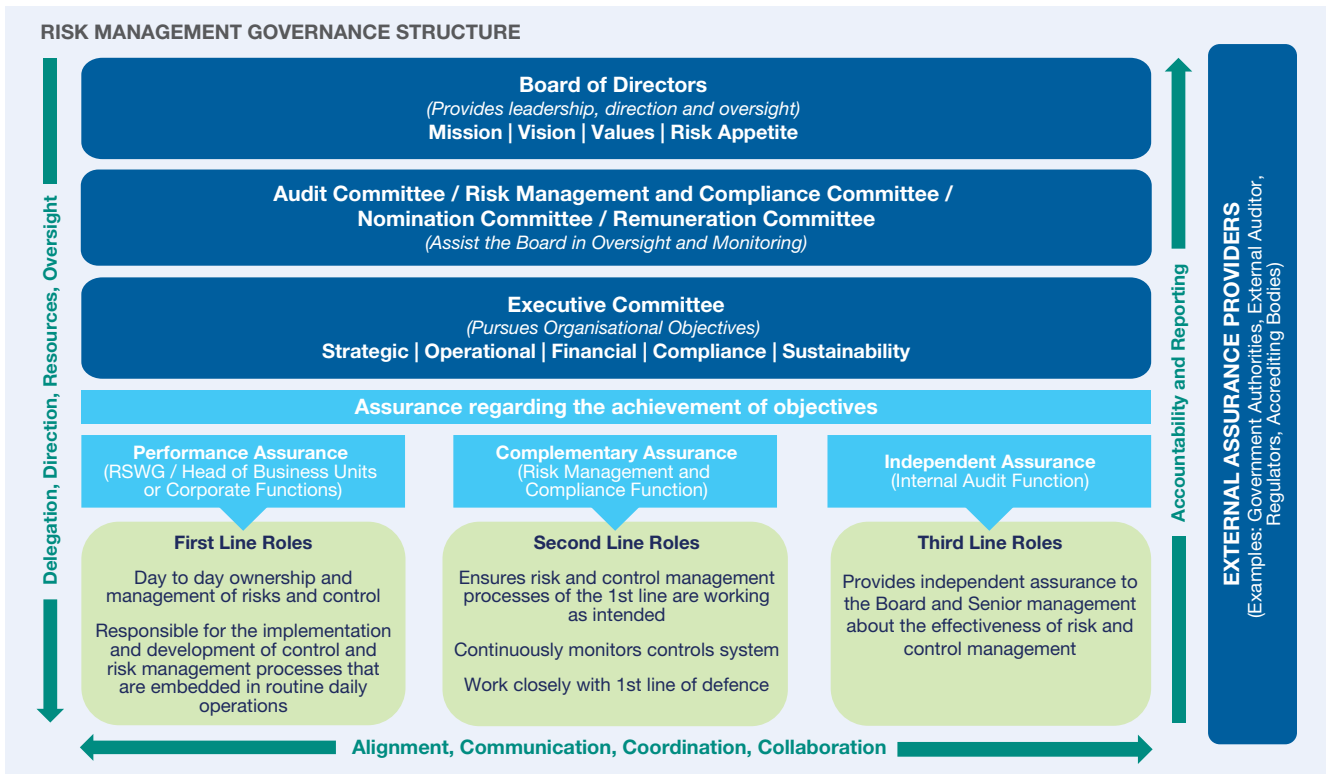 RISK MANAGEMENT GOVERNANCE STRUCTURE
Delegation, Direction, Resources, Oversight
Board of Directors
(Provides leadership, direction and oversight)
Mission | Vision | Values | Risk Appetite
Audit Committee / Risk Management and Compliance Committee /
Nomination Committee / Remuneration Committee
(Assist the Board in Oversight and Monitoring)
Executive Committee
(Pursues Organisational Objectives)
Strategic | Operational | Financial | Compliance | Sustainability
Assurance regarding the achievement of objectives
Performance Assurance
(RSWG / Head of Business Units
or Corporate Functions)
First Line Roles
Day to day ownership and
management of risks and control
Responsible for the implementation
and development of control and
risk management processes that
are embedded in routine daily
operations
Complementary Assurance
(Risk Management and
Compliance Function)
Second Line Roles
Ensures risk and control management
processes of the 1st line are working
as intended
Continuously monitors controls system
Work closely with 1st line of defence
Independent Assurance
(Internal Audit Function)
Third Line Roles
Provides independent assurance to
the Board and Senior management
about the effectiveness of risk and
control management
Alignment, Communication, Coordination, Collaboration
Accountability and Reporting
EXTERNAL ASSURANCE PROVIDERS
(Examples: Government Authorities, External Auditor,
Regulators, Accrediting Bodies)